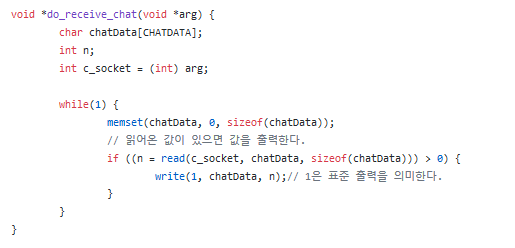 void *do_receive_chat(void *arg) {
        char chatData[CHATDATA];
        int n;
        int c_socket = (int) arg;

        while(1) {
                memset(chatData, 0, sizeof(chatData));
                // 읽어온 값이 있으면 값을 출력한다.
                if ((n = read(c_socket, chatData, sizeof(chatData))) > 0) {
                        write(1, chatData, n);// 1은 표준 출력을 의미한다.
                }
        }
}